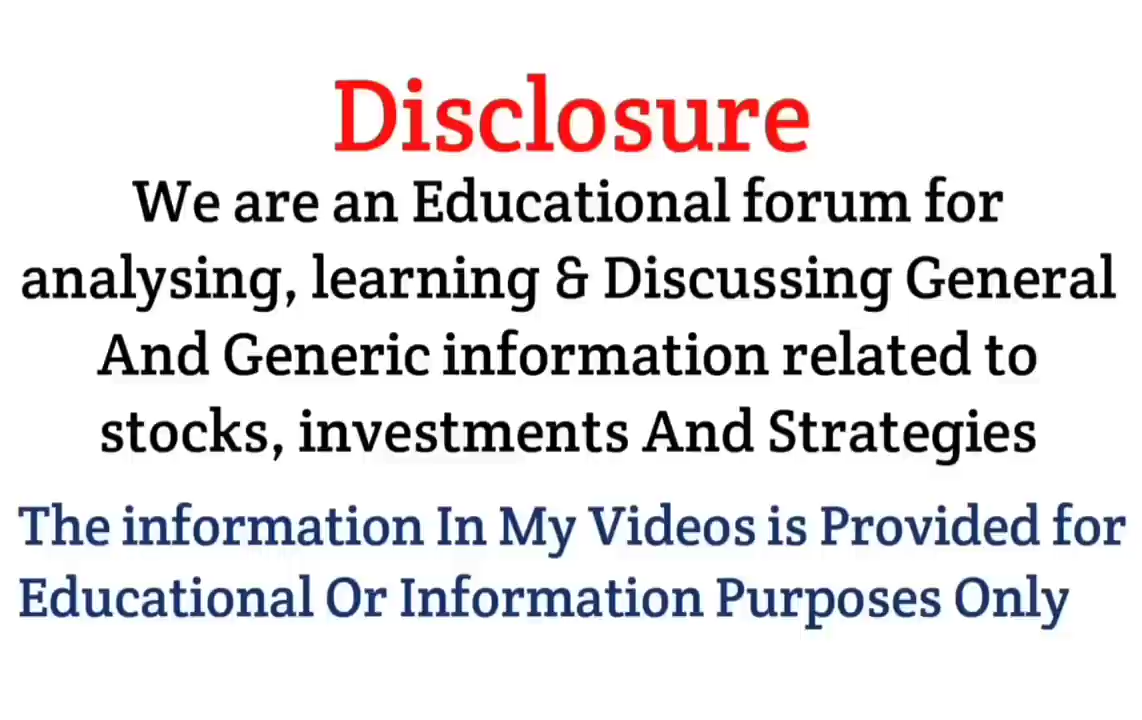 Disclosure
We are an Educational forum for
analysing, learning & Discussing General
And Generic information related to
stocks, investments And Strategies
The information In My Videos is Provided for
Educational Or Information Purposes Only